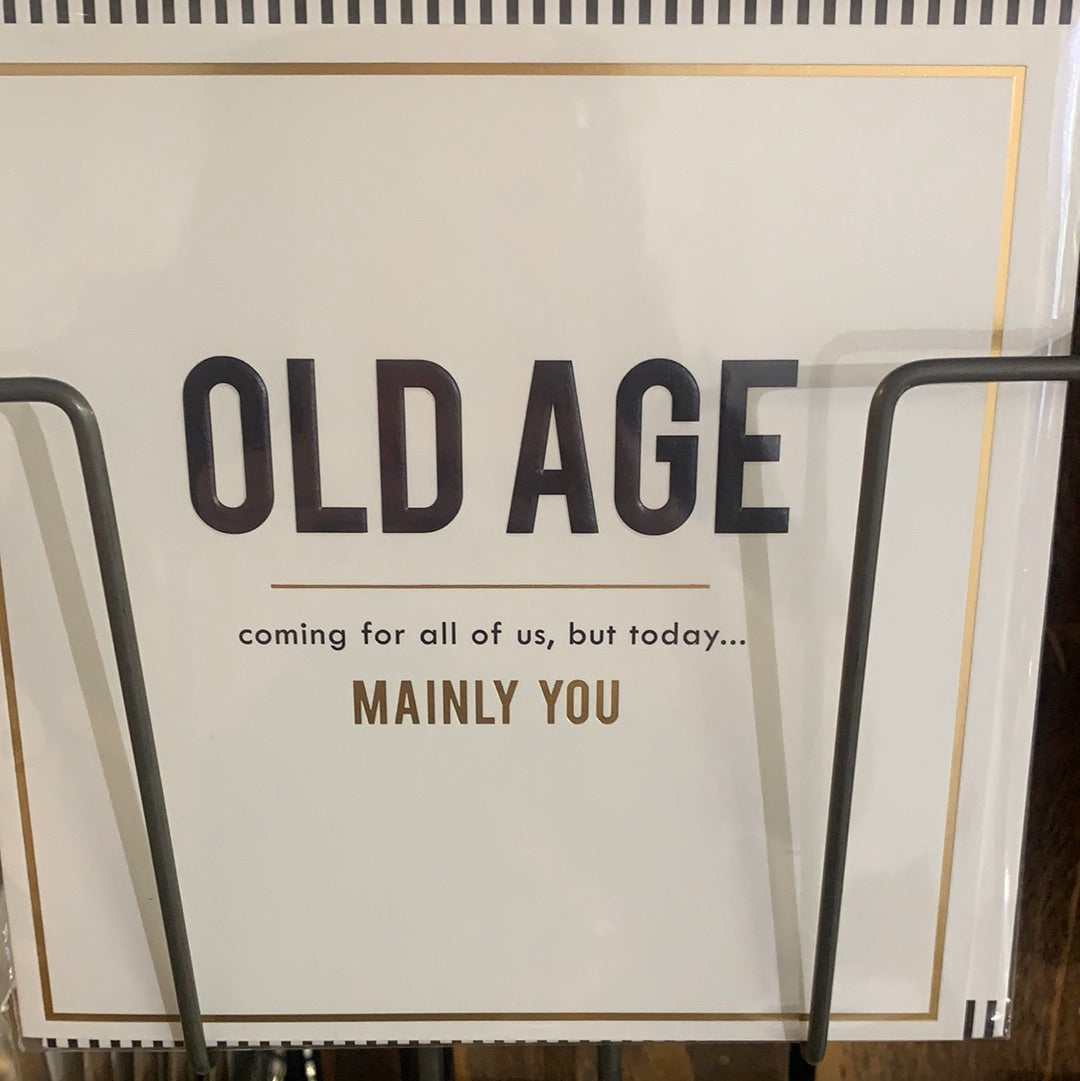 OLD AGE
coming for all of us, but today...
MAINLY YOU